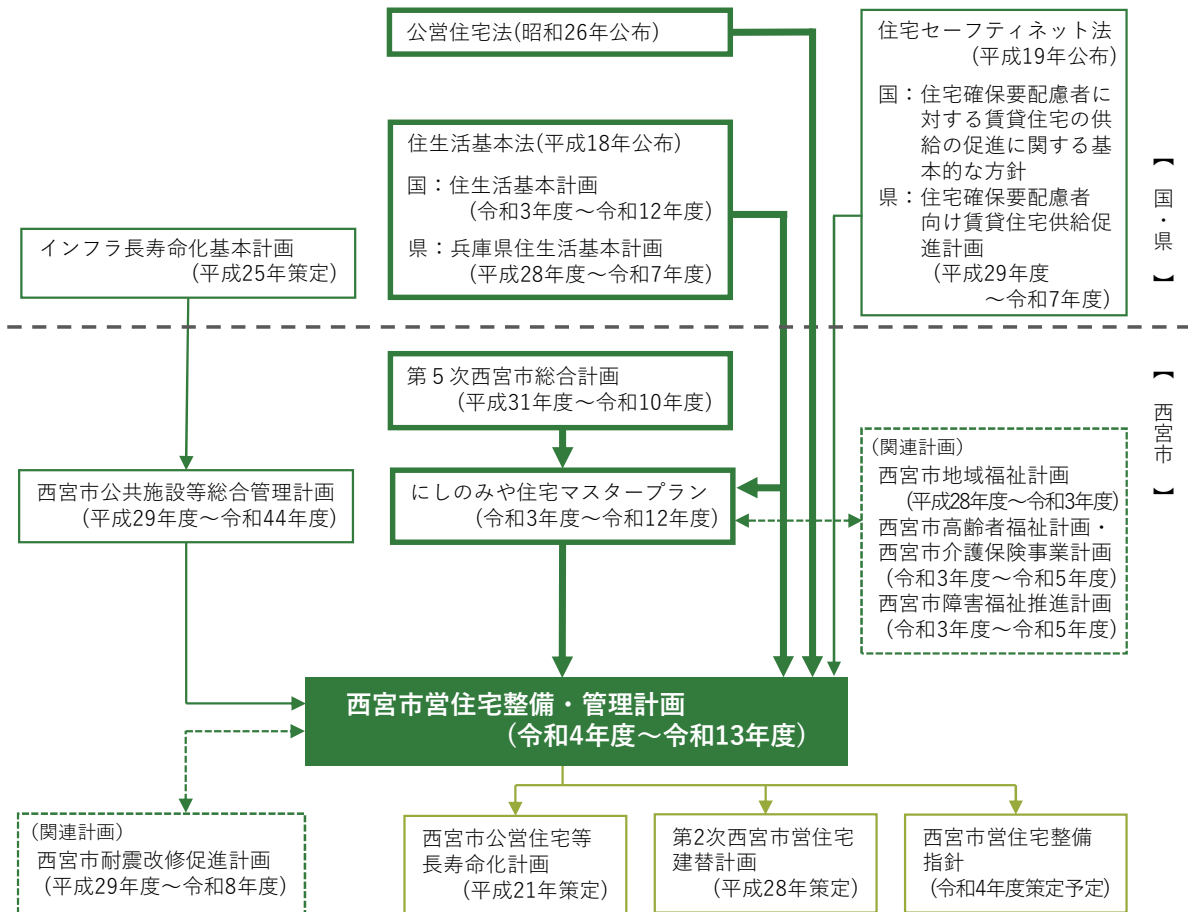 公営住宅法(昭和26年公布)
住宅セーフティネット法
(平成19年公布)
国：住宅確保要配慮者に
対する賃貸住宅の供
給の促進に関する基
本的な方針
県：住宅確保要配慮者
向け賃貸住宅供給促
進計画
(平成29年度
～令和7年度)
住生活基本法(平成18年公布)
国：住生活基本計画
(令和3年度～令和12年度)
県：兵庫県住生活基本計画
(平成28年度～令和7年度)
インフラ長寿命化基本計画
(平成25年策定)
【国・県】
第５次西宮市総合計画
(平成31年度～令和10年度)
【西宮市】
西宮市公共施設等総合管理計画
(平成29年度～令和44年度)
にしのみや住宅マスタープラン
(令和3年度～令和12年度)
(関連計画)
西宮市地域福祉計画
(平成28年度～令和3年度)
西宮市高齢者福祉計画・
西宮市介護保険事業計画
(令和3年度～令和5年度)
西宮市障害福祉推進計画
(令和3年度～令和5年度)
西宮市営住宅整備・管理計画
(令和4年度～令和13年度)
(関連計画)
西宮市耐震改修促進計画
(平成29年度～令和8年度)
西宮市公営住宅等
長寿命化計画
(平成21年策定)
第2次西宮市営住宅
建替計画
(平成28年策定)
西宮市営住宅整備
指針
(令和4年度策定予定)